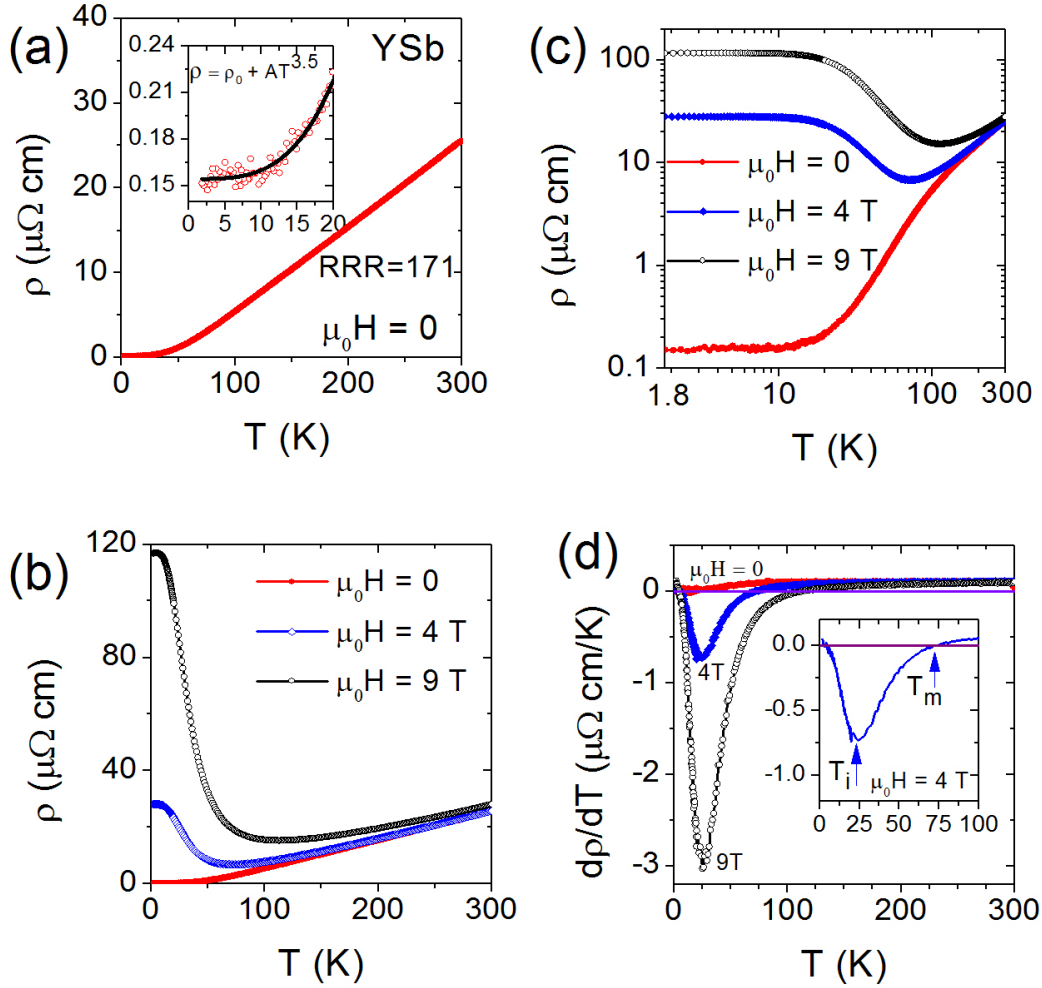 (a)
YSb
ρ = ρ₀ + AT^3.5
0.24
0.21
0.18
0.15
0 5 10 15 20
RRR=171
μ₀H = 0
40
30
20
10
0
0 100 200 300
ρ (μΩ cm)
T (K)
(c)
μ₀H = 0
μ₀H = 4 T
μ₀H = 9 T
100
10
1
0.1
1.8 10 100 300
ρ (μΩ cm)
T (K)
(b)
μ₀H = 0
μ₀H = 4 T
μ₀H = 9 T
120
80
40
0
0 100 200 300
ρ (μΩ cm)
T (K)
(d)
μ₀H = 0
4T
9T
0
-1
-2
-3
0 100 200 300
dρ/dT (μΩ cm/K)
T (K)
0.0
-0.5
-1.0
0 25 50 75 100
Tₘ
Tᵢ
μ₀H = 4 T